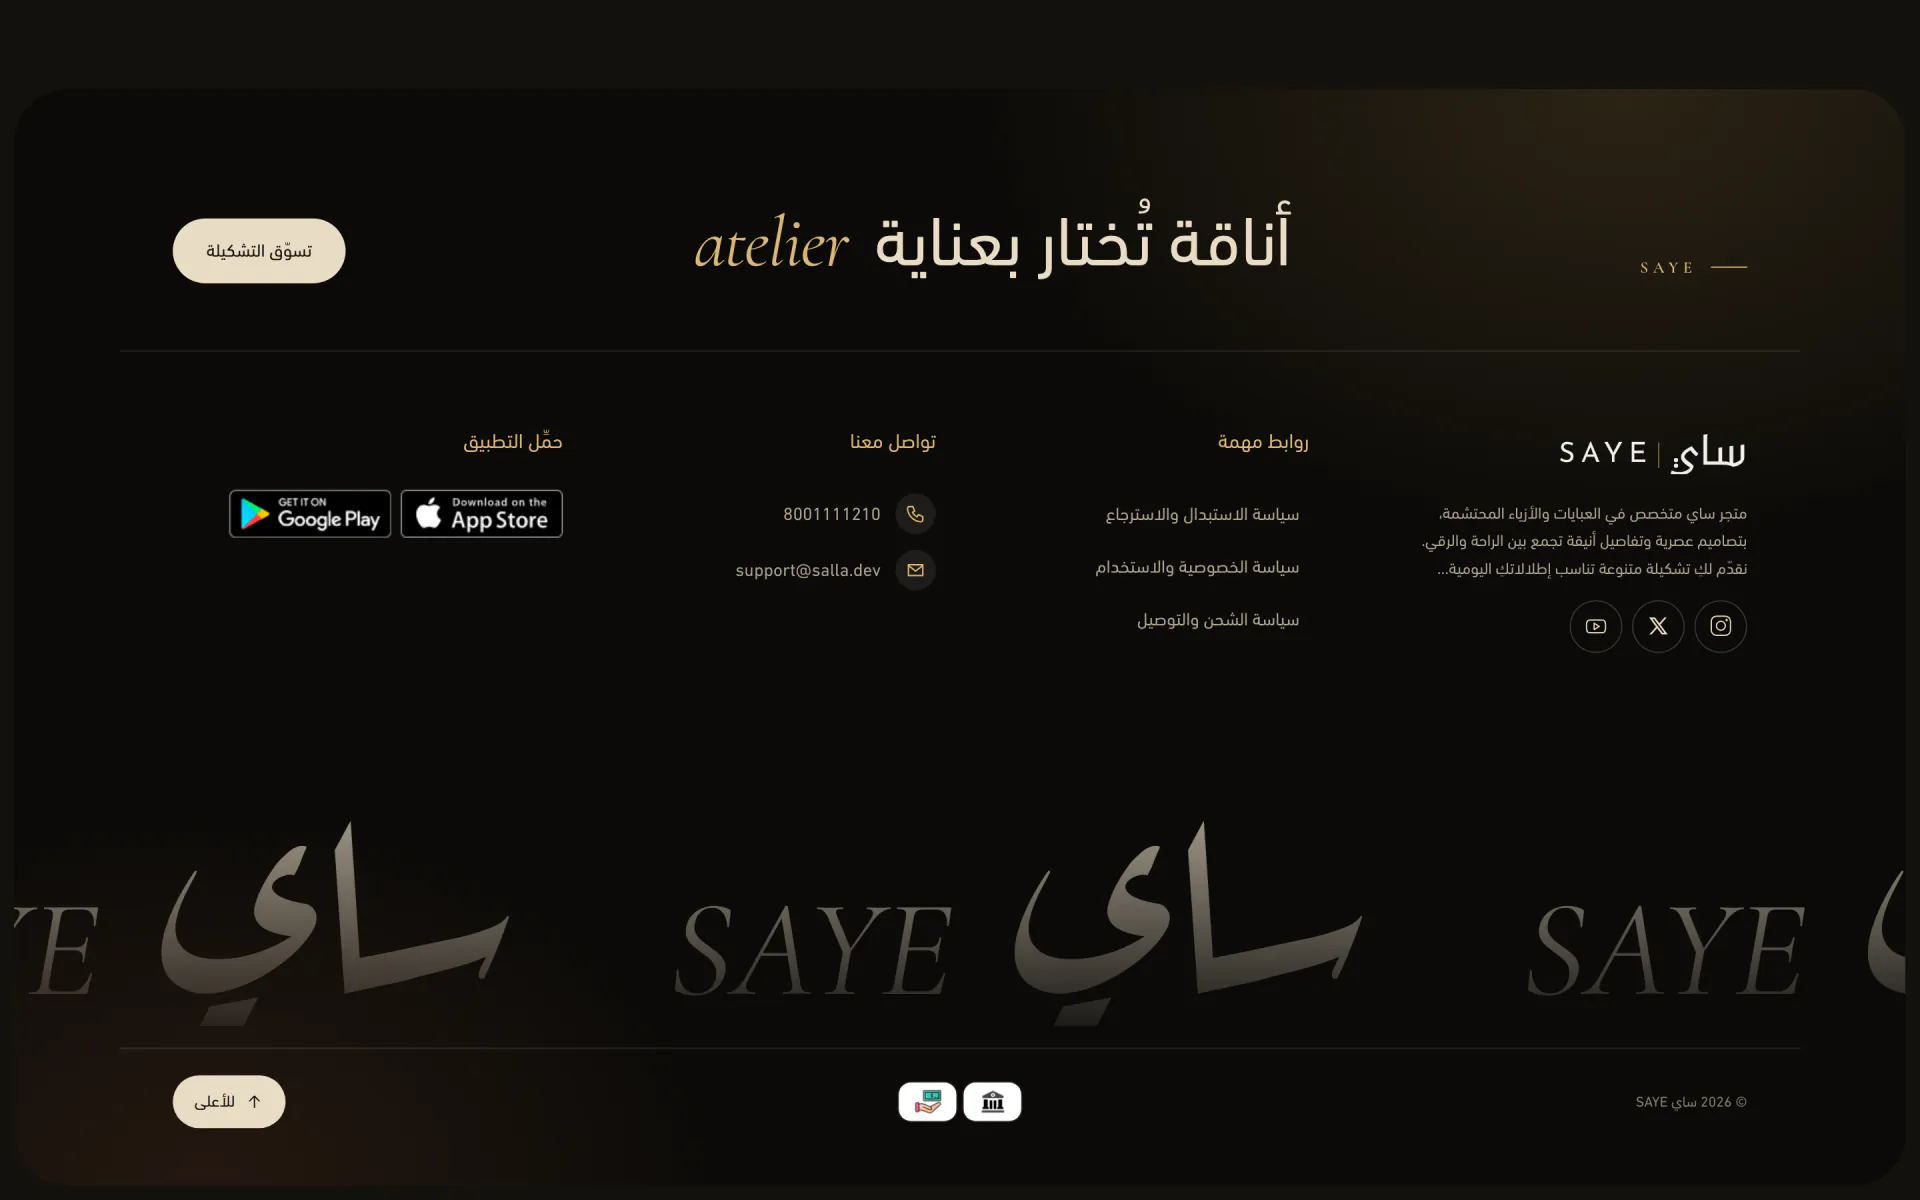 SAYE
أناقة تُختار بعناية atelier
تسوّق التشكيلة
ساي | SAYE
متجر ساي متخصص في العبايات والأزياء المحتشمة،
بتصاميم عصرية وتفاصيل أنيقة تجمع بين الراحة والرقي.
نقدّم لكِ تشكيلة متنوعة تناسب إطلالاتكِ اليومية...
روابط مهمة
سياسة الاستبدال والاسترجاع
سياسة الخصوصية والاستخدام
سياسة الشحن والتوصيل
تواصل معنا
8001111210
support@salla.dev
حمِّل التطبيق
Download on the
App Store
GET IT ON
Google Play
SAYE ساي SAYE ساي YE
© 2026 ساي SAYE
للأعلى